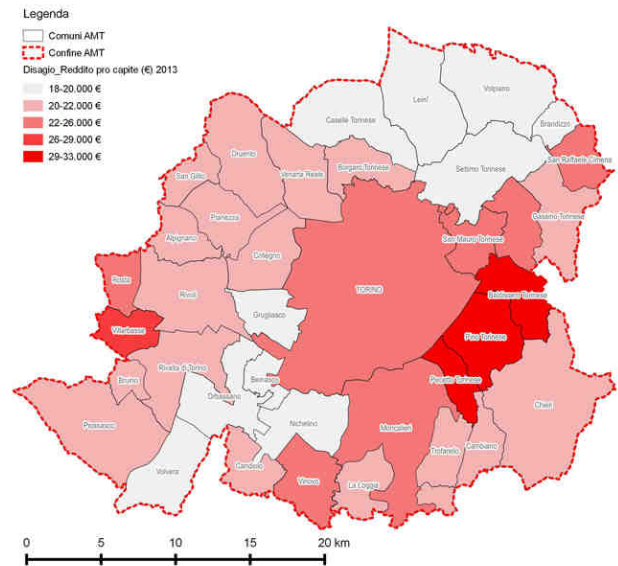 Legenda
Comuni AMT
Confine AMT
Disagio_Reddito pro capite (€) 2013
18-20.000 €
20-22.000 €
22-26.000 €
26-29.000 €
29-33.000 €
Leinì
Volpiano
Caselle Torinese
Brandizzo
San Raffaele Cimena
Settimo Torinese
Borgaro Torinese
Druento
Venaria Reale
San Gillio
Gassino Torinese
Pianezza
Alpignano
San Mauro Torinese
Collegno
Rosta
TORINO
Rivoli
Baldissero Torinese
Grugliasco
Villarbasse
Pino Torinese
Rivalta di Torino
Bruino
Beinasco
Pecetto Torinese
Orbassano
Chieri
Piossasco
Nichelino
Moncalieri
Trofarello
Cambiano
Volvera
Candiolo
Vinovo
La Loggia
0 5 10 15 20 km